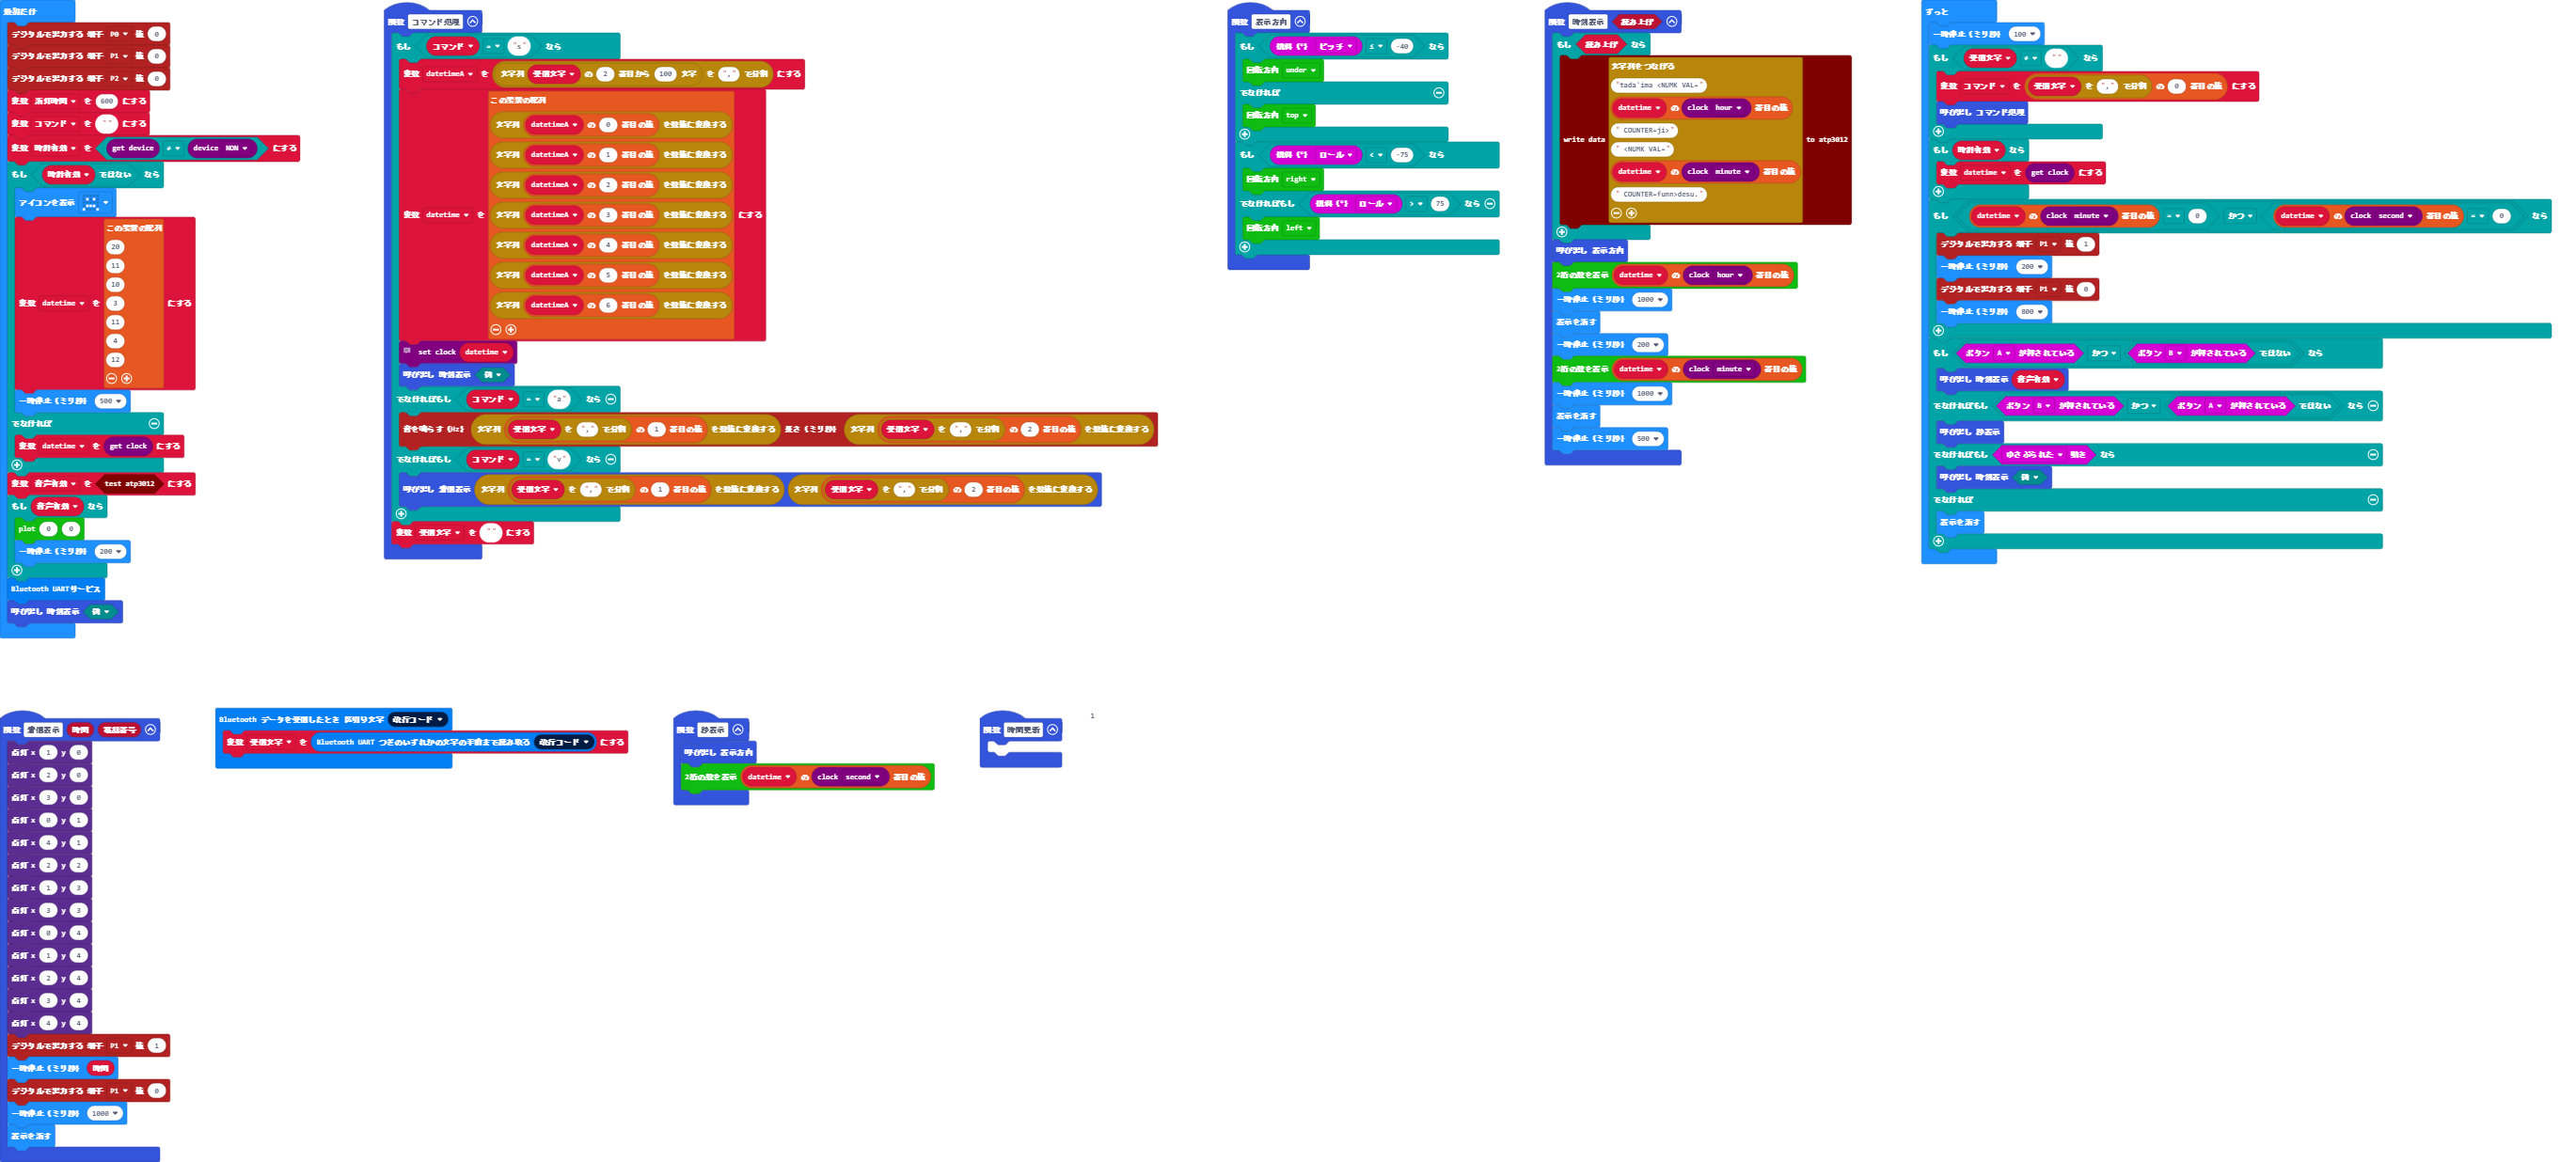 最初だけ
デジタルで出力する 端子 P0 値 0
デジタルで出力する 端子 P1 値 0
デジタルで出力する 端子 P2 値 0
変数 点灯時間 を 600 にする
変数 コマンド を " " にする
変数 時計有効 を get device ≠ device NON にする
もし 時計有効 ではない なら
アイコンを表示
変数 datetime を この要素の配列 20 11 10 3 11 4 12 にする
一時停止（ミリ秒） 500
でなければ
変数 datetime を get clock にする
変数 音声有効 を test atp3012 にする
もし 音声有効 なら
plot 0 0
一時停止（ミリ秒） 200
Bluetooth UARTサービス
呼び出し 時刻表示 偽
関数 コマンド処理
もし コマンド = "s" なら
変数 datetimeA を 文字列 受信文字 の 2 番目から 100 文字 を "," で分割 にする
変数 datetime を この要素の配列
文字列 datetimeA の 0 番目の値 を数値に変換する
文字列 datetimeA の 1 番目の値 を数値に変換する
文字列 datetimeA の 2 番目の値 を数値に変換する
文字列 datetimeA の 3 番目の値 を数値に変換する
文字列 datetimeA の 4 番目の値 を数値に変換する
文字列 datetimeA の 5 番目の値 を数値に変換する
文字列 datetimeA の 6 番目の値 を数値に変換する
にする
set clock datetime
呼び出し 時刻表示 偽
でなければもし コマンド = "a" なら
音を鳴らす (Hz) 文字列 受信文字 を "," で分割 の 1 番目の値 を数値に変換する 長さ（ミリ秒） 文字列 受信文字 を "," で分割 の 2 番目の値 を数値に変換する
でなければもし コマンド = "v" なら
呼び出し 着信表示 文字列 受信文字 を "," で分割 の 1 番目の値 を数値に変換する 文字列 受信文字 を "," で分割 の 2 番目の値 を数値に変換する
変数 受信文字 を " " にする
関数 表示方向
もし 傾斜（°） ピッチ ≤ -40 なら
回転方向 under
でなければ
回転方向 top
もし 傾斜（°） ロール < -75 なら
回転方向 right
でなければもし 傾斜（°） ロール > 75 なら
回転方向 left
関数 時刻表示 読み上げ
もし 読み上げ なら
write data 文字列をつなげる
"tada'ima <NUMK VAL="
datetime の clock hour 番目の値
" COUNTER=ji>"
" <NUMK VAL="
datetime の clock minute 番目の値
" COUNTER=funn>desu."
to atp3012
呼び出し 表示方向
2桁の数を表示 datetime の clock hour 番目の値
一時停止（ミリ秒） 1000
表示を消す
一時停止（ミリ秒） 200
2桁の数を表示 datetime の clock minute 番目の値
一時停止（ミリ秒） 1000
表示を消す
一時停止（ミリ秒） 500
ずっと
一時停止（ミリ秒） 100
もし 受信文字 ≠ " " なら
変数 コマンド を 受信文字 を "," で分割 の 0 番目の値 にする
呼び出し コマンド処理
もし 時計有効 なら
変数 datetime を get clock にする
もし datetime の clock minute 番目の値 = 0 かつ datetime の clock second 番目の値 = 0 なら
デジタルで出力する 端子 P1 値 1
一時停止（ミリ秒） 200
デジタルで出力する 端子 P1 値 0
一時停止（ミリ秒） 800
もし ボタン A が押されている かつ ボタン B が押されている ではない なら
呼び出し 時刻表示 音声有効
でなければもし ボタン B が押されている かつ ボタン A が押されている ではない なら
呼び出し 秒表示
でなければもし ゆさぶられた 動き なら
呼び出し 時刻表示 偽
でなければ
表示を消す
関数 着信表示 時間 電話番号
点灯 x 1 y 0
点灯 x 2 y 0
点灯 x 3 y 0
点灯 x 0 y 1
点灯 x 4 y 1
点灯 x 2 y 2
点灯 x 1 y 3
点灯 x 3 y 3
点灯 x 0 y 4
点灯 x 1 y 4
点灯 x 2 y 4
点灯 x 3 y 4
点灯 x 4 y 4
デジタルで出力する 端子 P1 値 1
一時停止（ミリ秒） 時間
デジタルで出力する 端子 P1 値 0
一時停止（ミリ秒） 1000
表示を消す
Bluetooth データを受信したとき 区切り文字 改行コード
変数 受信文字 を Bluetooth UART つぎのいずれかの文字の手前まで読み取る 改行コード にする
関数 秒表示
呼び出し 表示方向
2桁の数を表示 datetime の clock second 番目の値
関数 時間更新
1